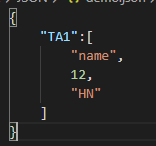 {
"TA1":[
"name",
12,
"HN"
]
}